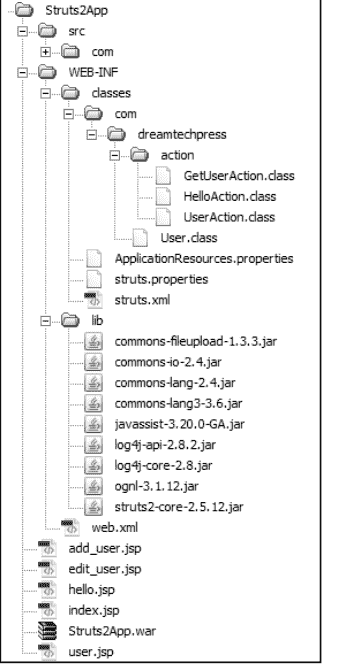 Struts2App
src
com
WEB-INF
classes
com
dreamtechpress
action
GetUserAction.class
HelloAction.class
UserAction.class
User.class
ApplicationResources.properties
struts.properties
struts.xml
lib
commons-fileupload-1.3.3.jar
commons-io-2.4.jar
commons-lang-2.4.jar
commons-lang3-3.6.jar
javassist-3.20.0-GA.jar
log4j-api-2.8.2.jar
log4j-core-2.8.jar
ognl-3.1.12.jar
struts2-core-2.5.12.jar
web.xml
add_user.jsp
edit_user.jsp
hello.jsp
index.jsp
Struts2App.war
user.jsp